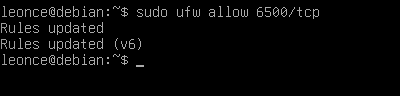 leonce@debian:~$ sudo ufw allow 6500/tcp
Rules updated
Rules updated (v6)
leonce@debian:~$ _